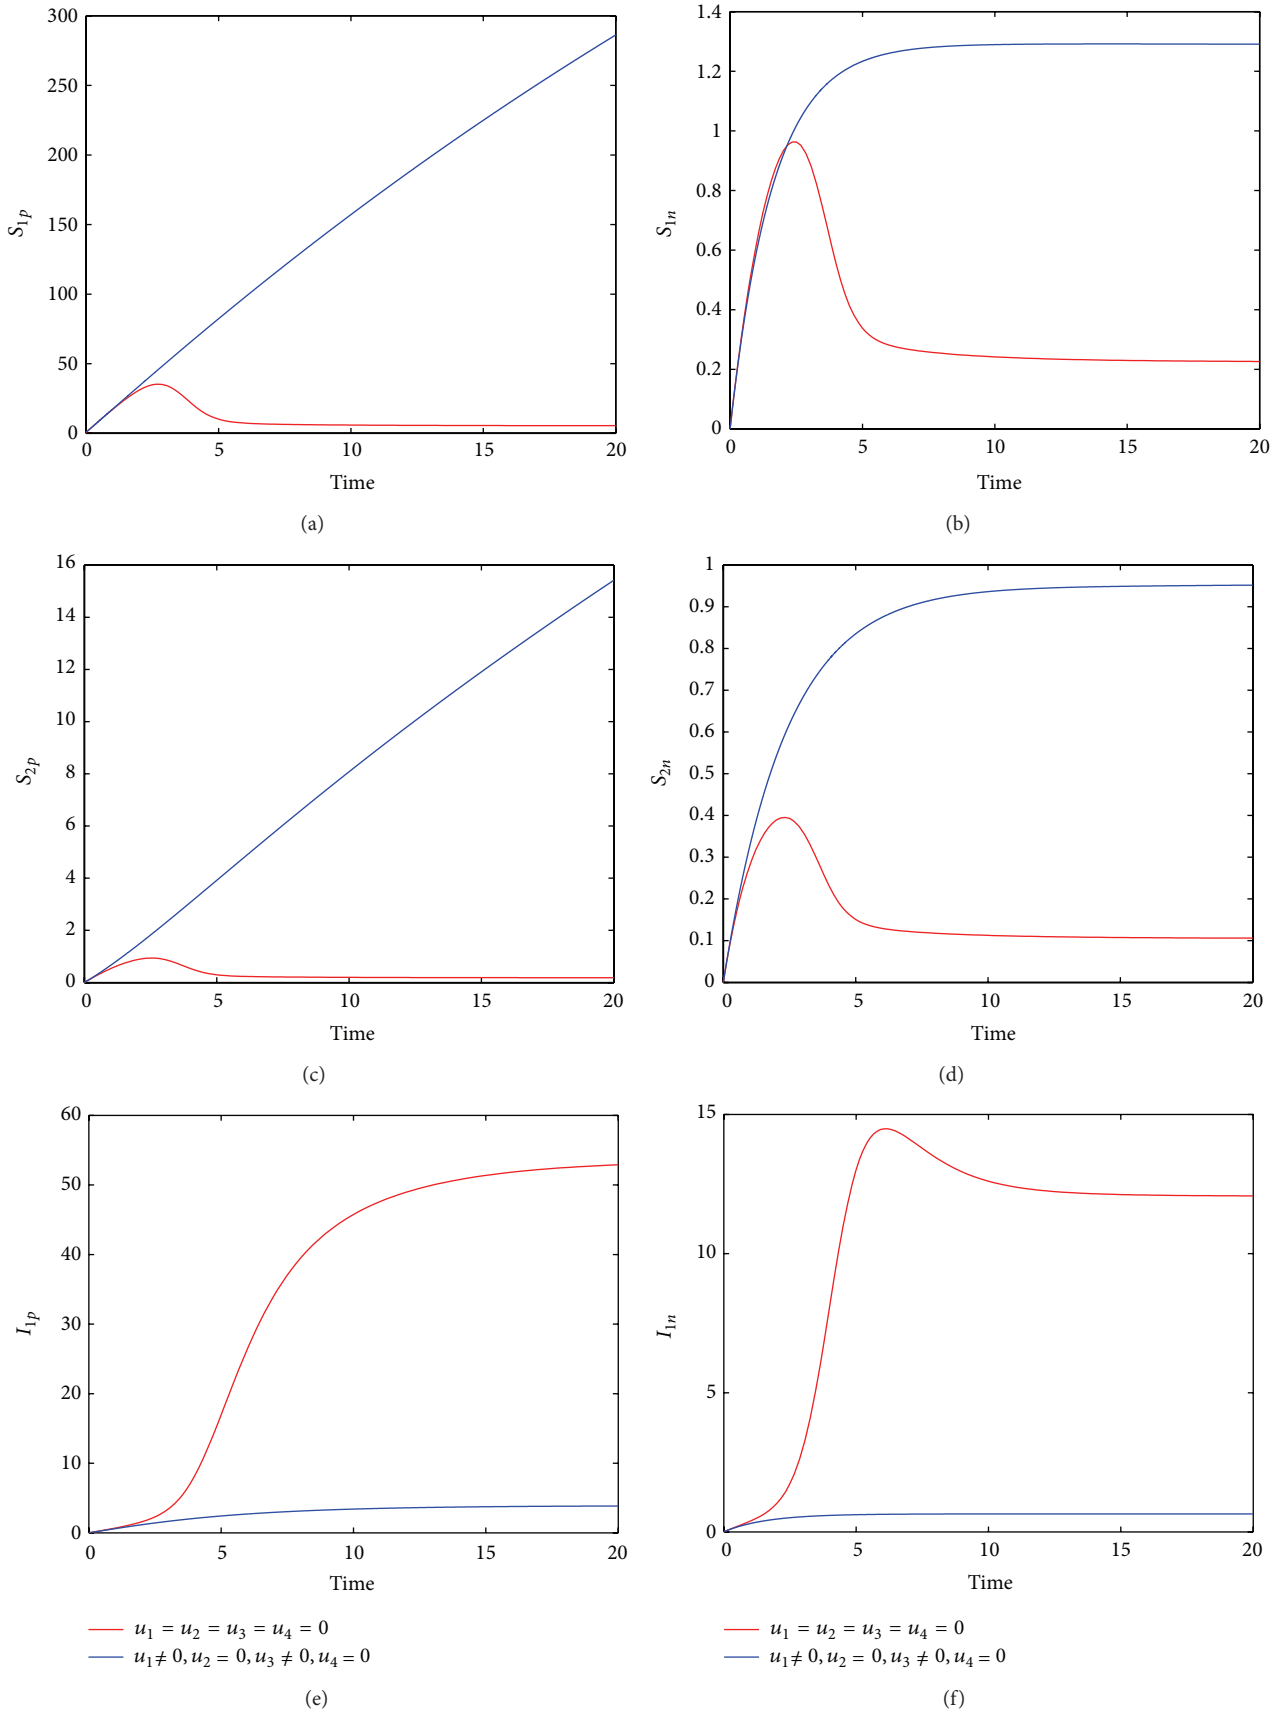 300
250
200
150
100
50
0
S1p
0 5 10 15 20
Time
(a)
1.4
1.2
1
0.8
0.6
0.4
0.2
0
S1n
0 5 10 15 20
Time
(b)
16
14
12
10
8
6
4
2
0
S2p
0 5 10 15 20
Time
(c)
1
0.9
0.8
0.7
0.6
0.5
0.4
0.3
0.2
0.1
0
S2n
0 5 10 15 20
Time
(d)
60
50
40
30
20
10
0
I1p
0 5 10 15 20
Time
u1 = u2 = u3 = u4 = 0
u1 ≠ 0, u2 = 0, u3 ≠ 0, u4 = 0
(e)
15
10
5
0
I1n
0 5 10 15 20
Time
u1 = u2 = u3 = u4 = 0
u1 ≠ 0, u2 = 0, u3 ≠ 0, u4 = 0
(f)